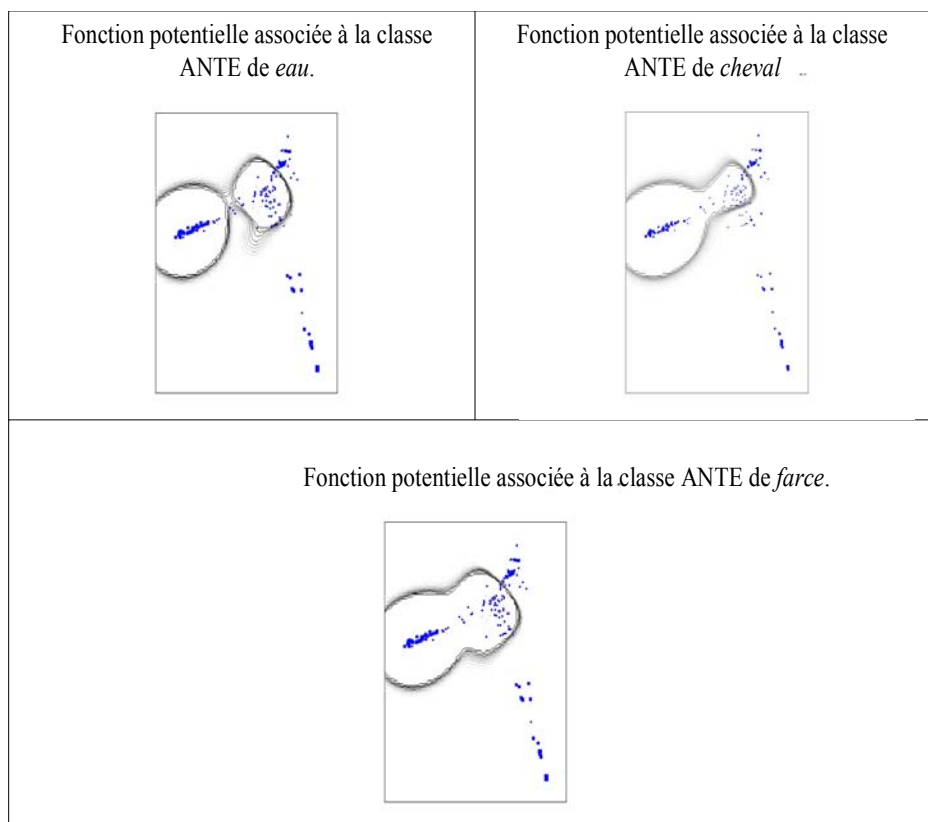 Fonction potentielle associée à la classe
ANTE de eau.
Fonction potentielle associée à la classe
ANTE de cheval
Fonction potentielle associée à la classe ANTE de farce.